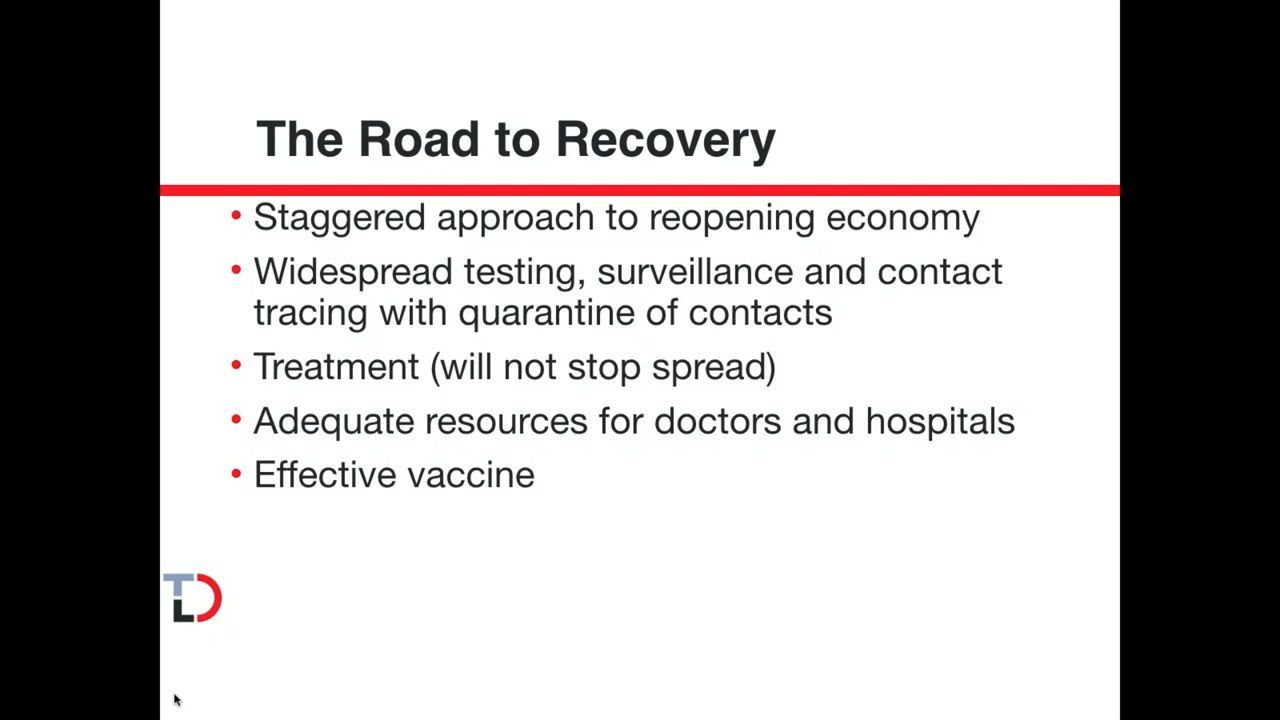 The Road to Recovery
• Staggered approach to reopening economy
• Widespread testing, surveillance and contact
tracing with quarantine of contacts
• Treatment (will not stop spread)
• Adequate resources for doctors and hospitals
• Effective vaccine
TLD